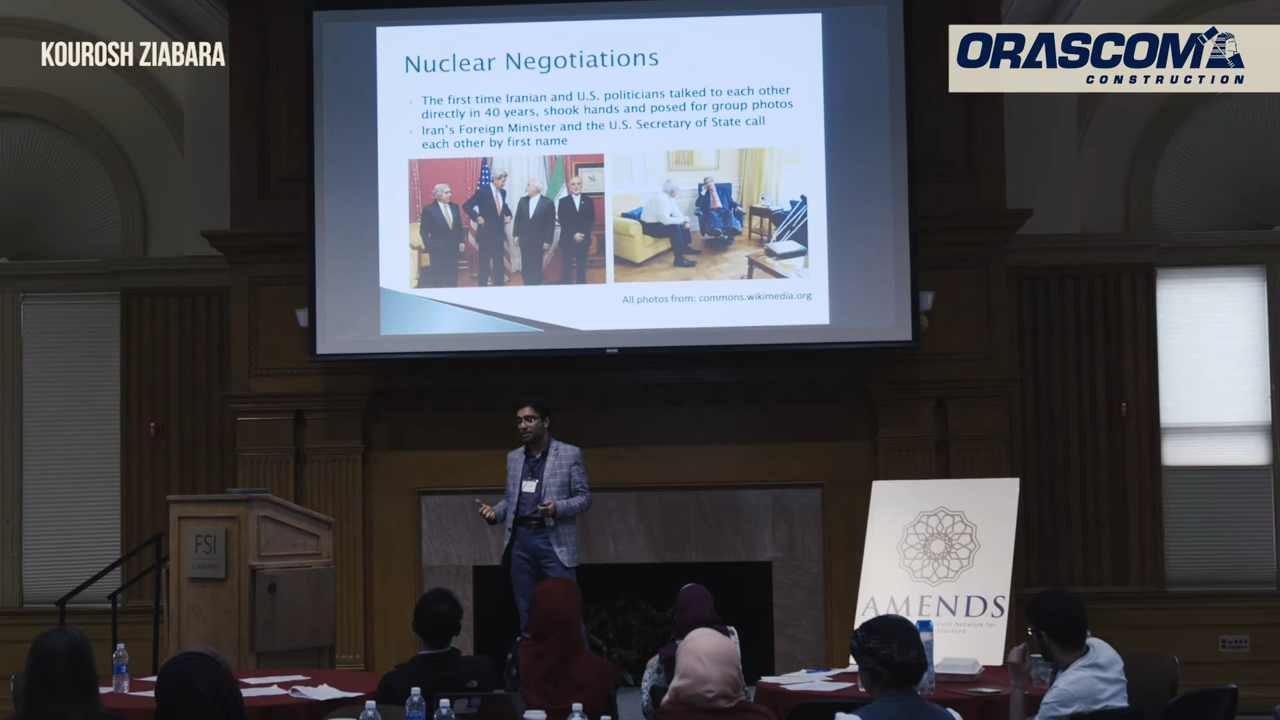 KOUROSH ZIABARA
ORASCOM
CONSTRUCTION
Nuclear Negotiations
The first time Iranian and U.S. politicians talked to each other
directly in 40 years, shook hands and posed for group photos
Iran's Foreign Minister and the U.S. Secretary of State call
each other by first name
All photos from: commons.wikimedia.org
FSI
AMENDS
Network for